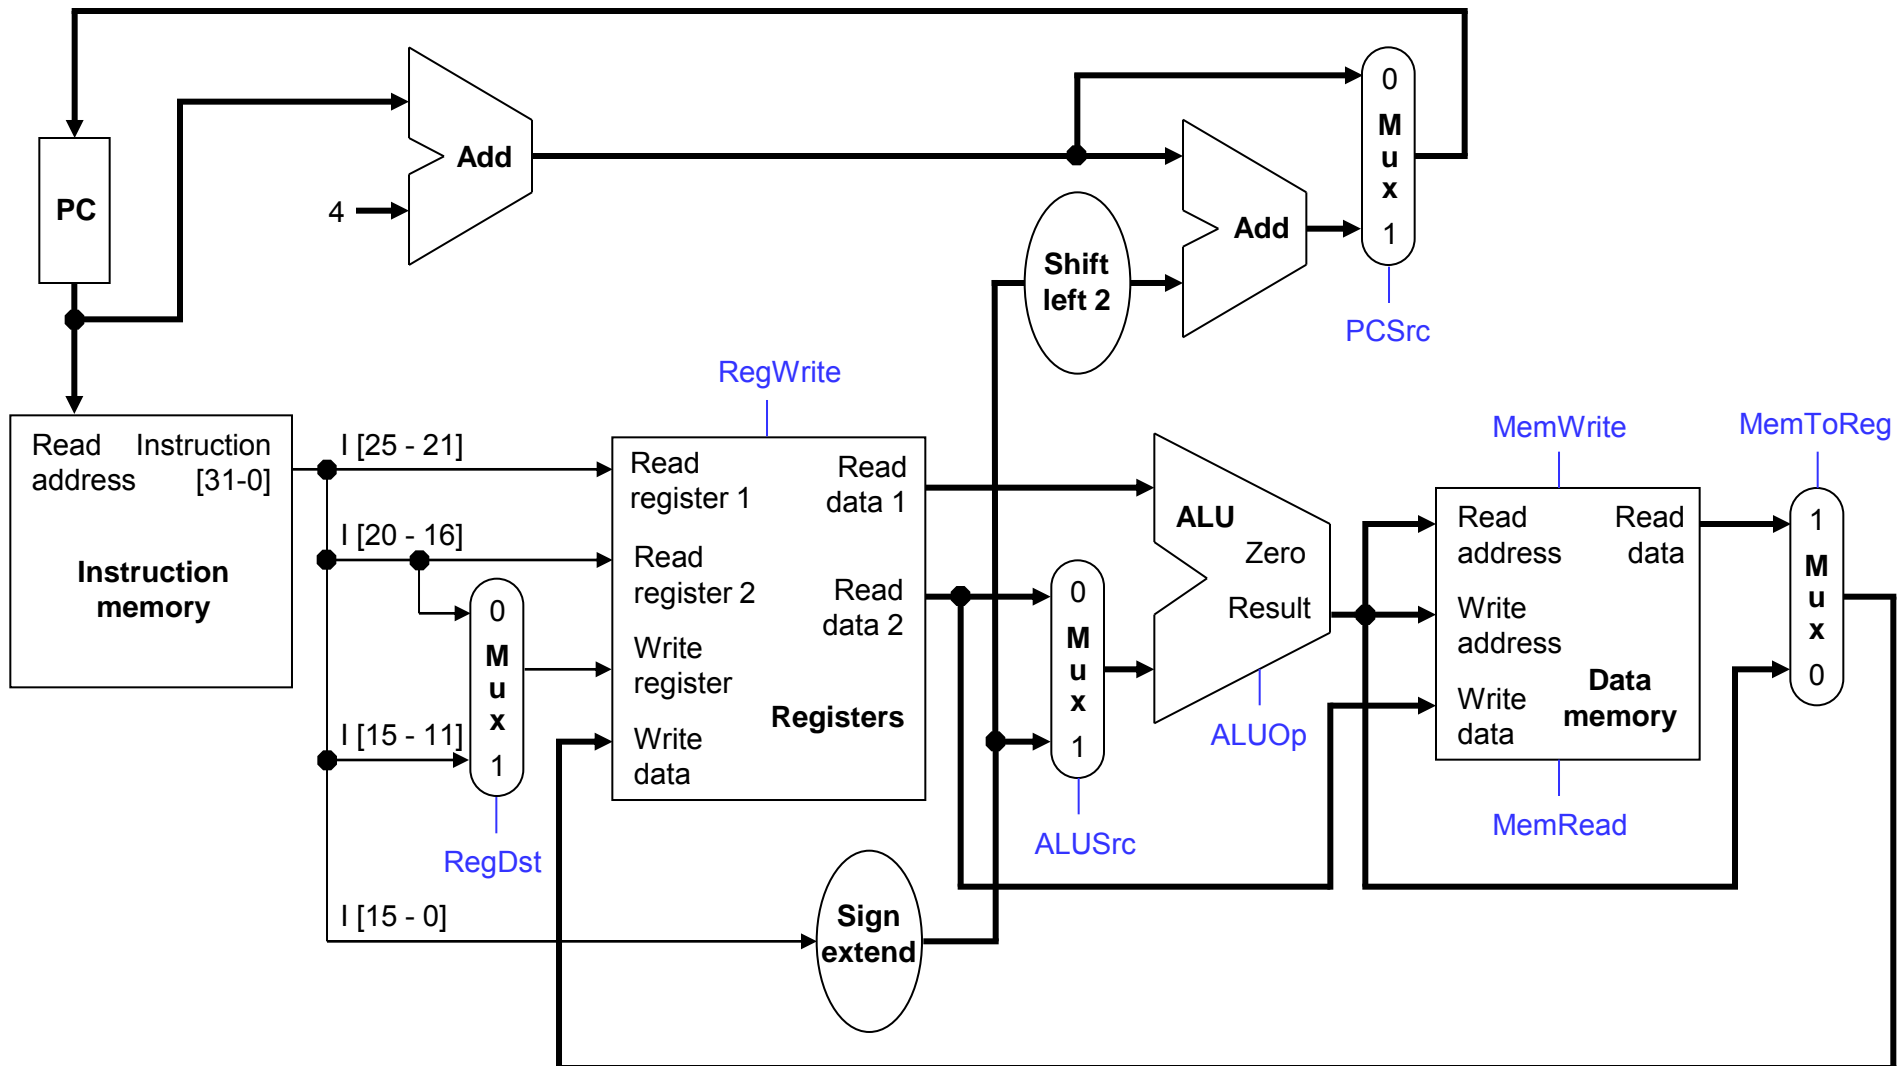 PC
Add
4
Shift
left 2
Add
0
M
u
x
1
PCSrc
Read address
Instruction [31-0]
Instruction
memory
I [25 - 21]
I [20 - 16]
I [15 - 11]
I [15 - 0]
0
M
u
x
1
RegDst
RegWrite
Read
register 1
Read
register 2
Write
register
Write
data
Read
data 1
Read
data 2
Registers
Sign
extend
0
M
u
x
1
ALUSrc
ALU
Zero
Result
ALUOp
MemWrite
Read
address
Write
address
Write
data
Read
data
Data
memory
MemRead
MemToReg
1
M
u
x
0